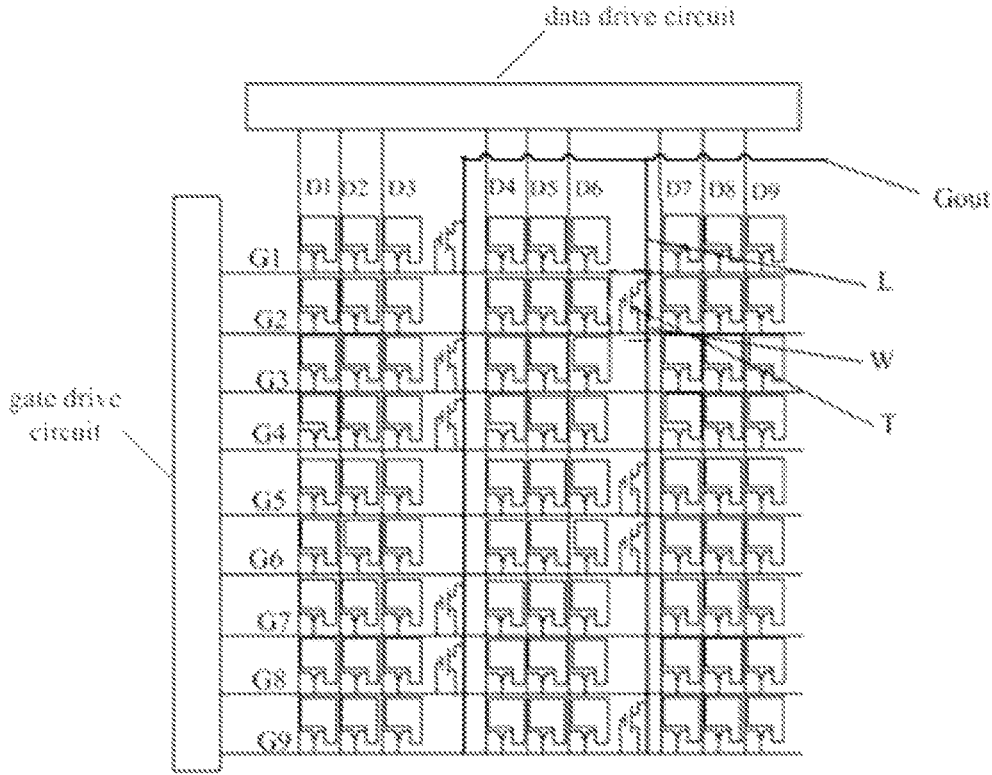 data drive circuit
D1 D2 D3 D4 D5 D6 D7 D8 D9
Gout
G1
L
G2
W
G3
gate drive
circuit
G4
T
G5
G6
G7
G8
G9